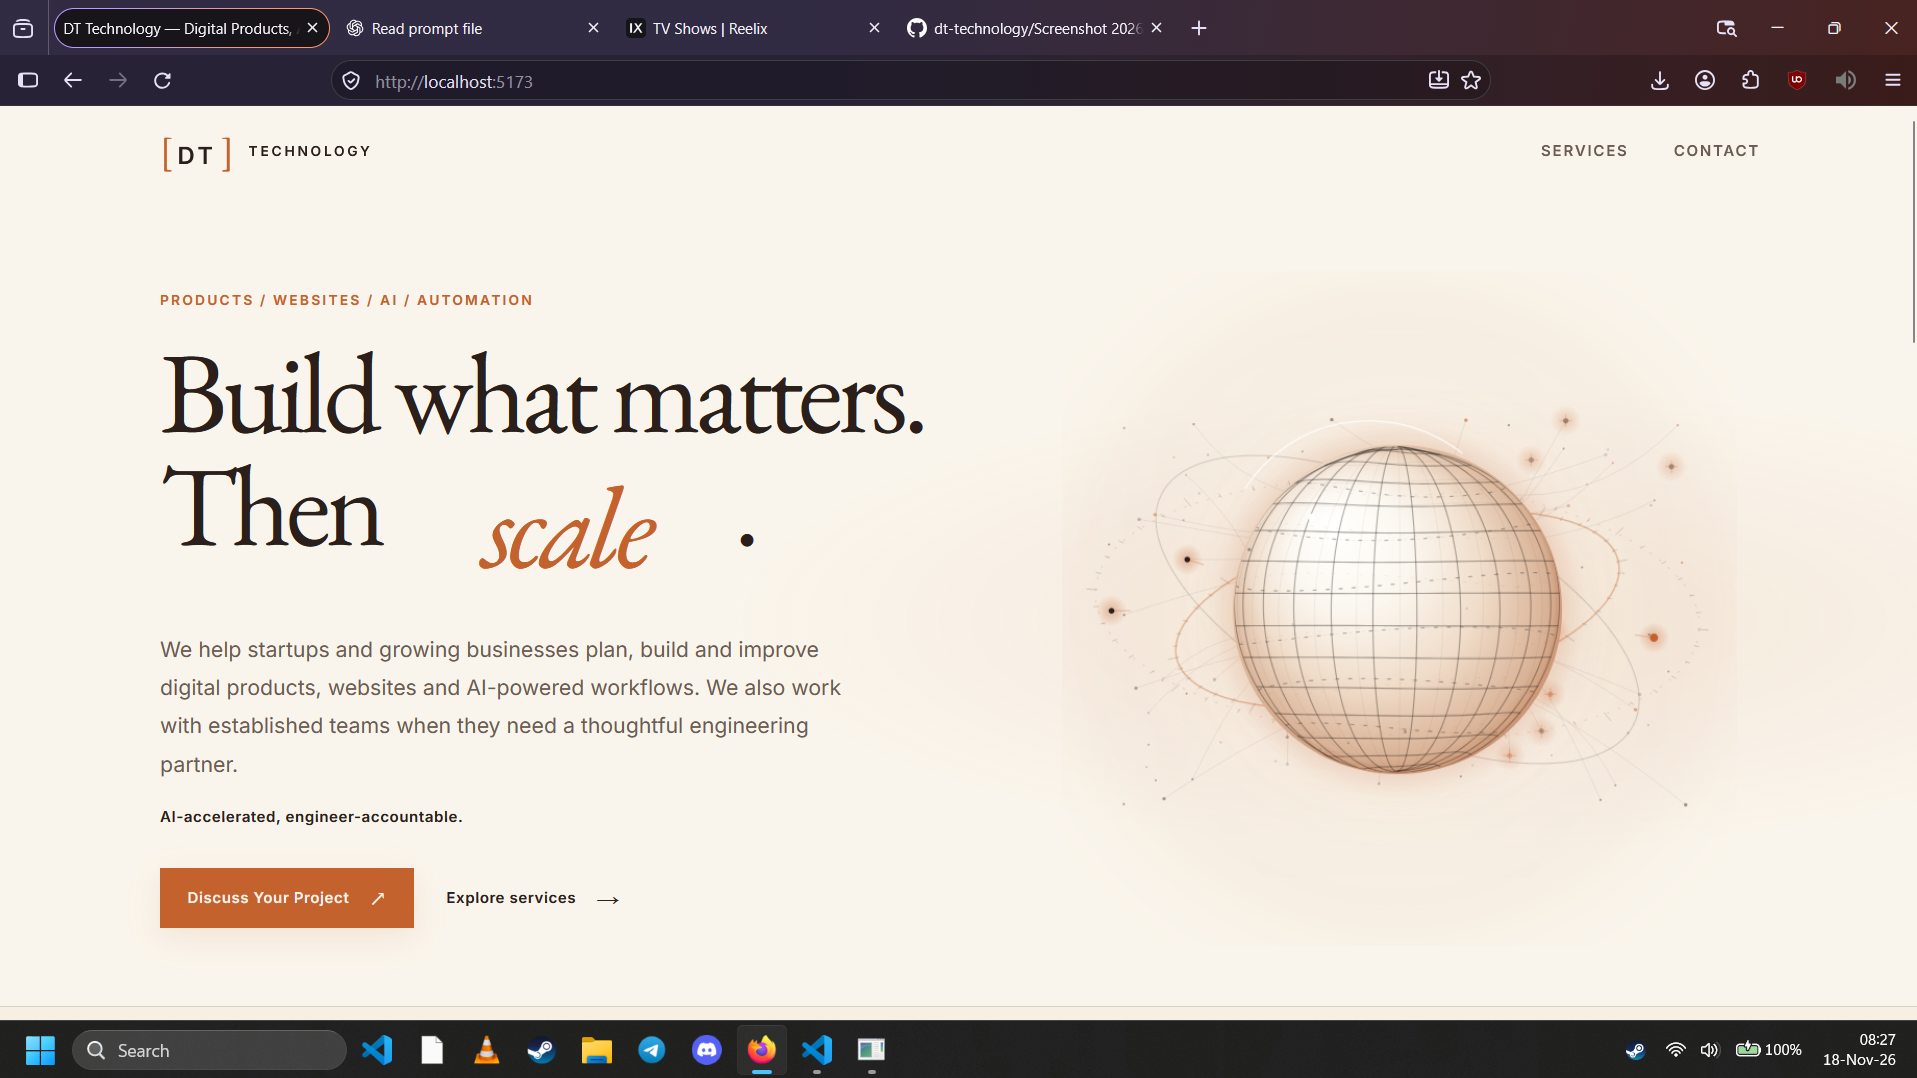 DT Technology — Digital Products,
Read prompt file
IX TV Shows | Reelix
dt-technology/Screenshot 2026
http://localhost:5173
[DT] TECHNOLOGY
SERVICES
CONTACT
PRODUCTS / WEBSITES / AI / AUTOMATION
Build what matters.
Then scale.
We help startups and growing businesses plan, build and improve
digital products, websites and AI-powered workflows. We also work
with established teams when they need a thoughtful engineering
partner.
AI-accelerated, engineer-accountable.
Discuss Your Project ↗
Explore services →
Search
100%
08:27
18-Nov-26